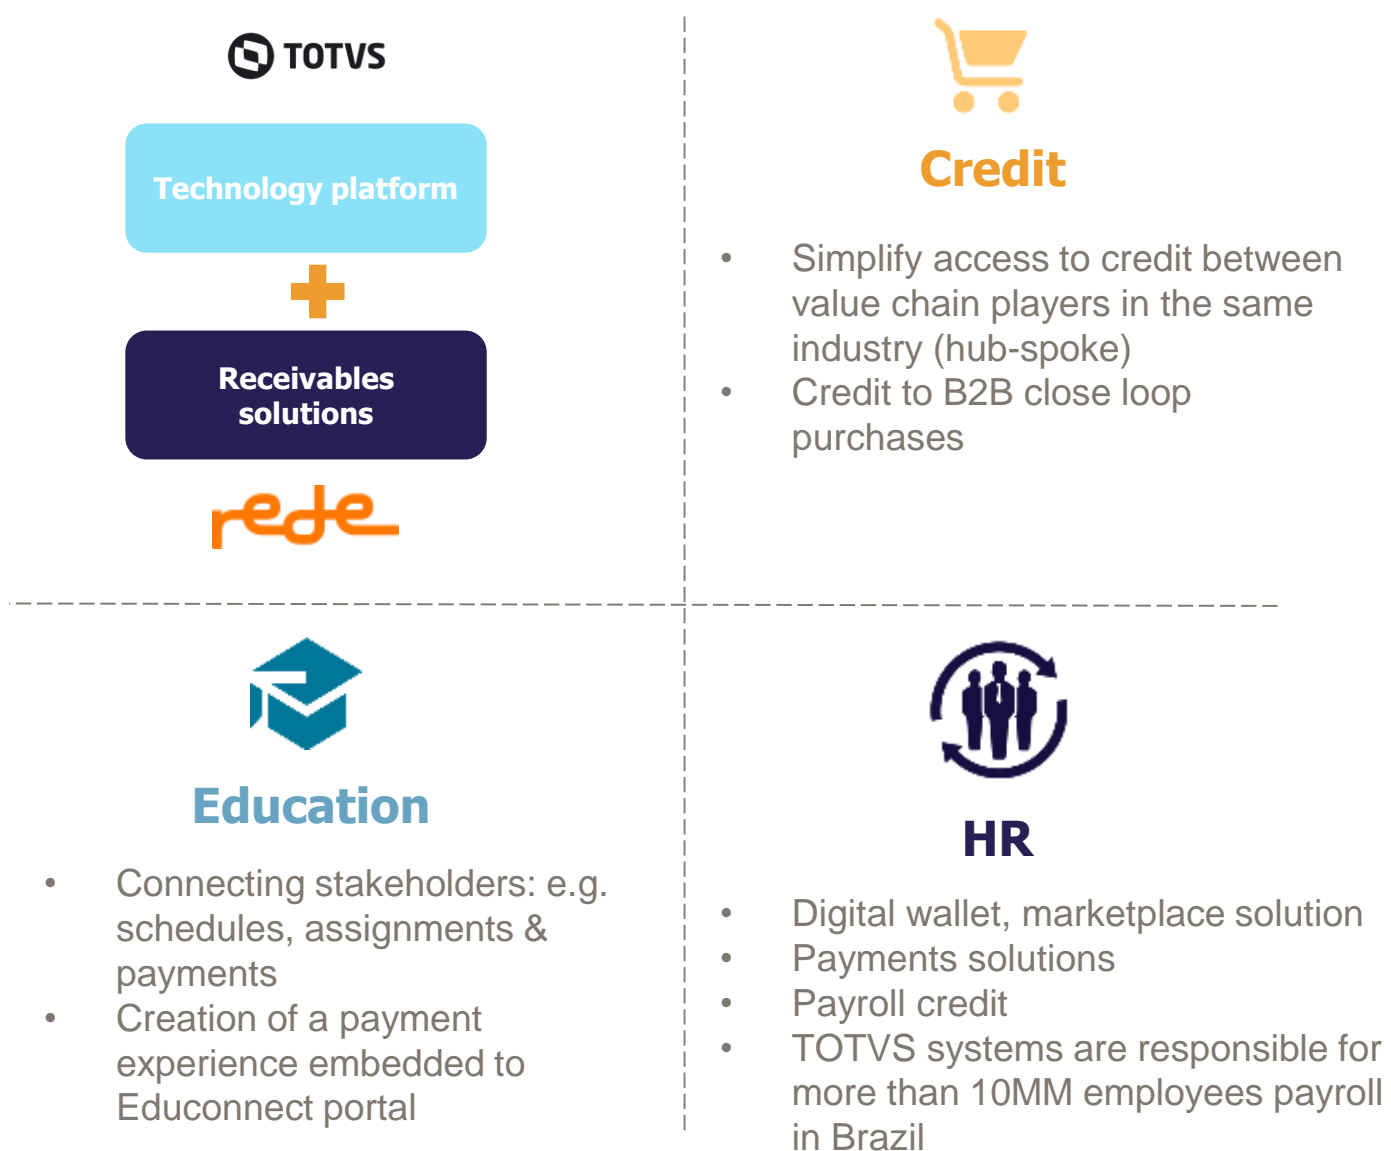 TOTVS
Technology platform
Receivables
solutions
rede
Credit
• Simplify access to credit between
value chain players in the same
industry (hub-spoke)
• Credit to B2B close loop
purchases
Education
• Connecting stakeholders: e.g.
schedules, assignments &
payments
• Creation of a payment
experience embedded to
Educonnect portal
HR
• Digital wallet, marketplace solution
• Payments solutions
• Payroll credit
• TOTVS systems are responsible for
more than 10MM employees payroll
in Brazil